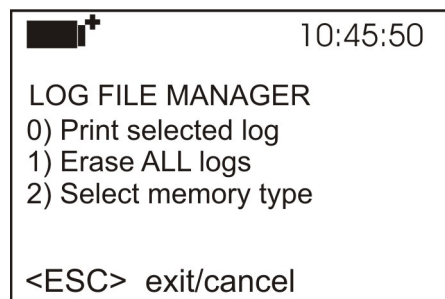 10:45:50
LOG FILE MANAGER
0) Print selected log
1) Erase ALL logs
2) Select memory type
<ESC> exit/cancel